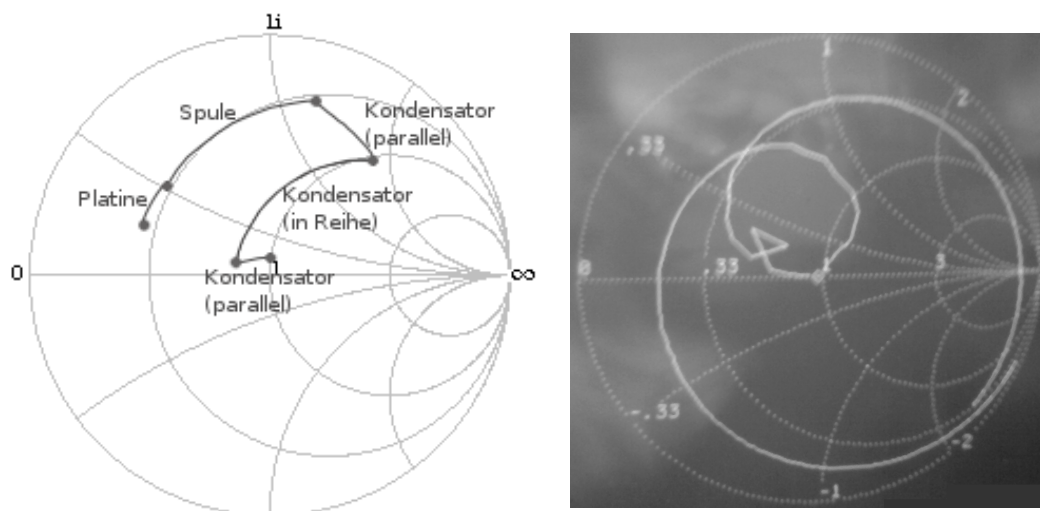 1i
Spule
Kondensator
(parallel)
Platine
Kondensator
(in Reihe)
0
1
∞
Kondensator
(parallel)
1
2
.33
0
.33
3
-.33
-2
-1